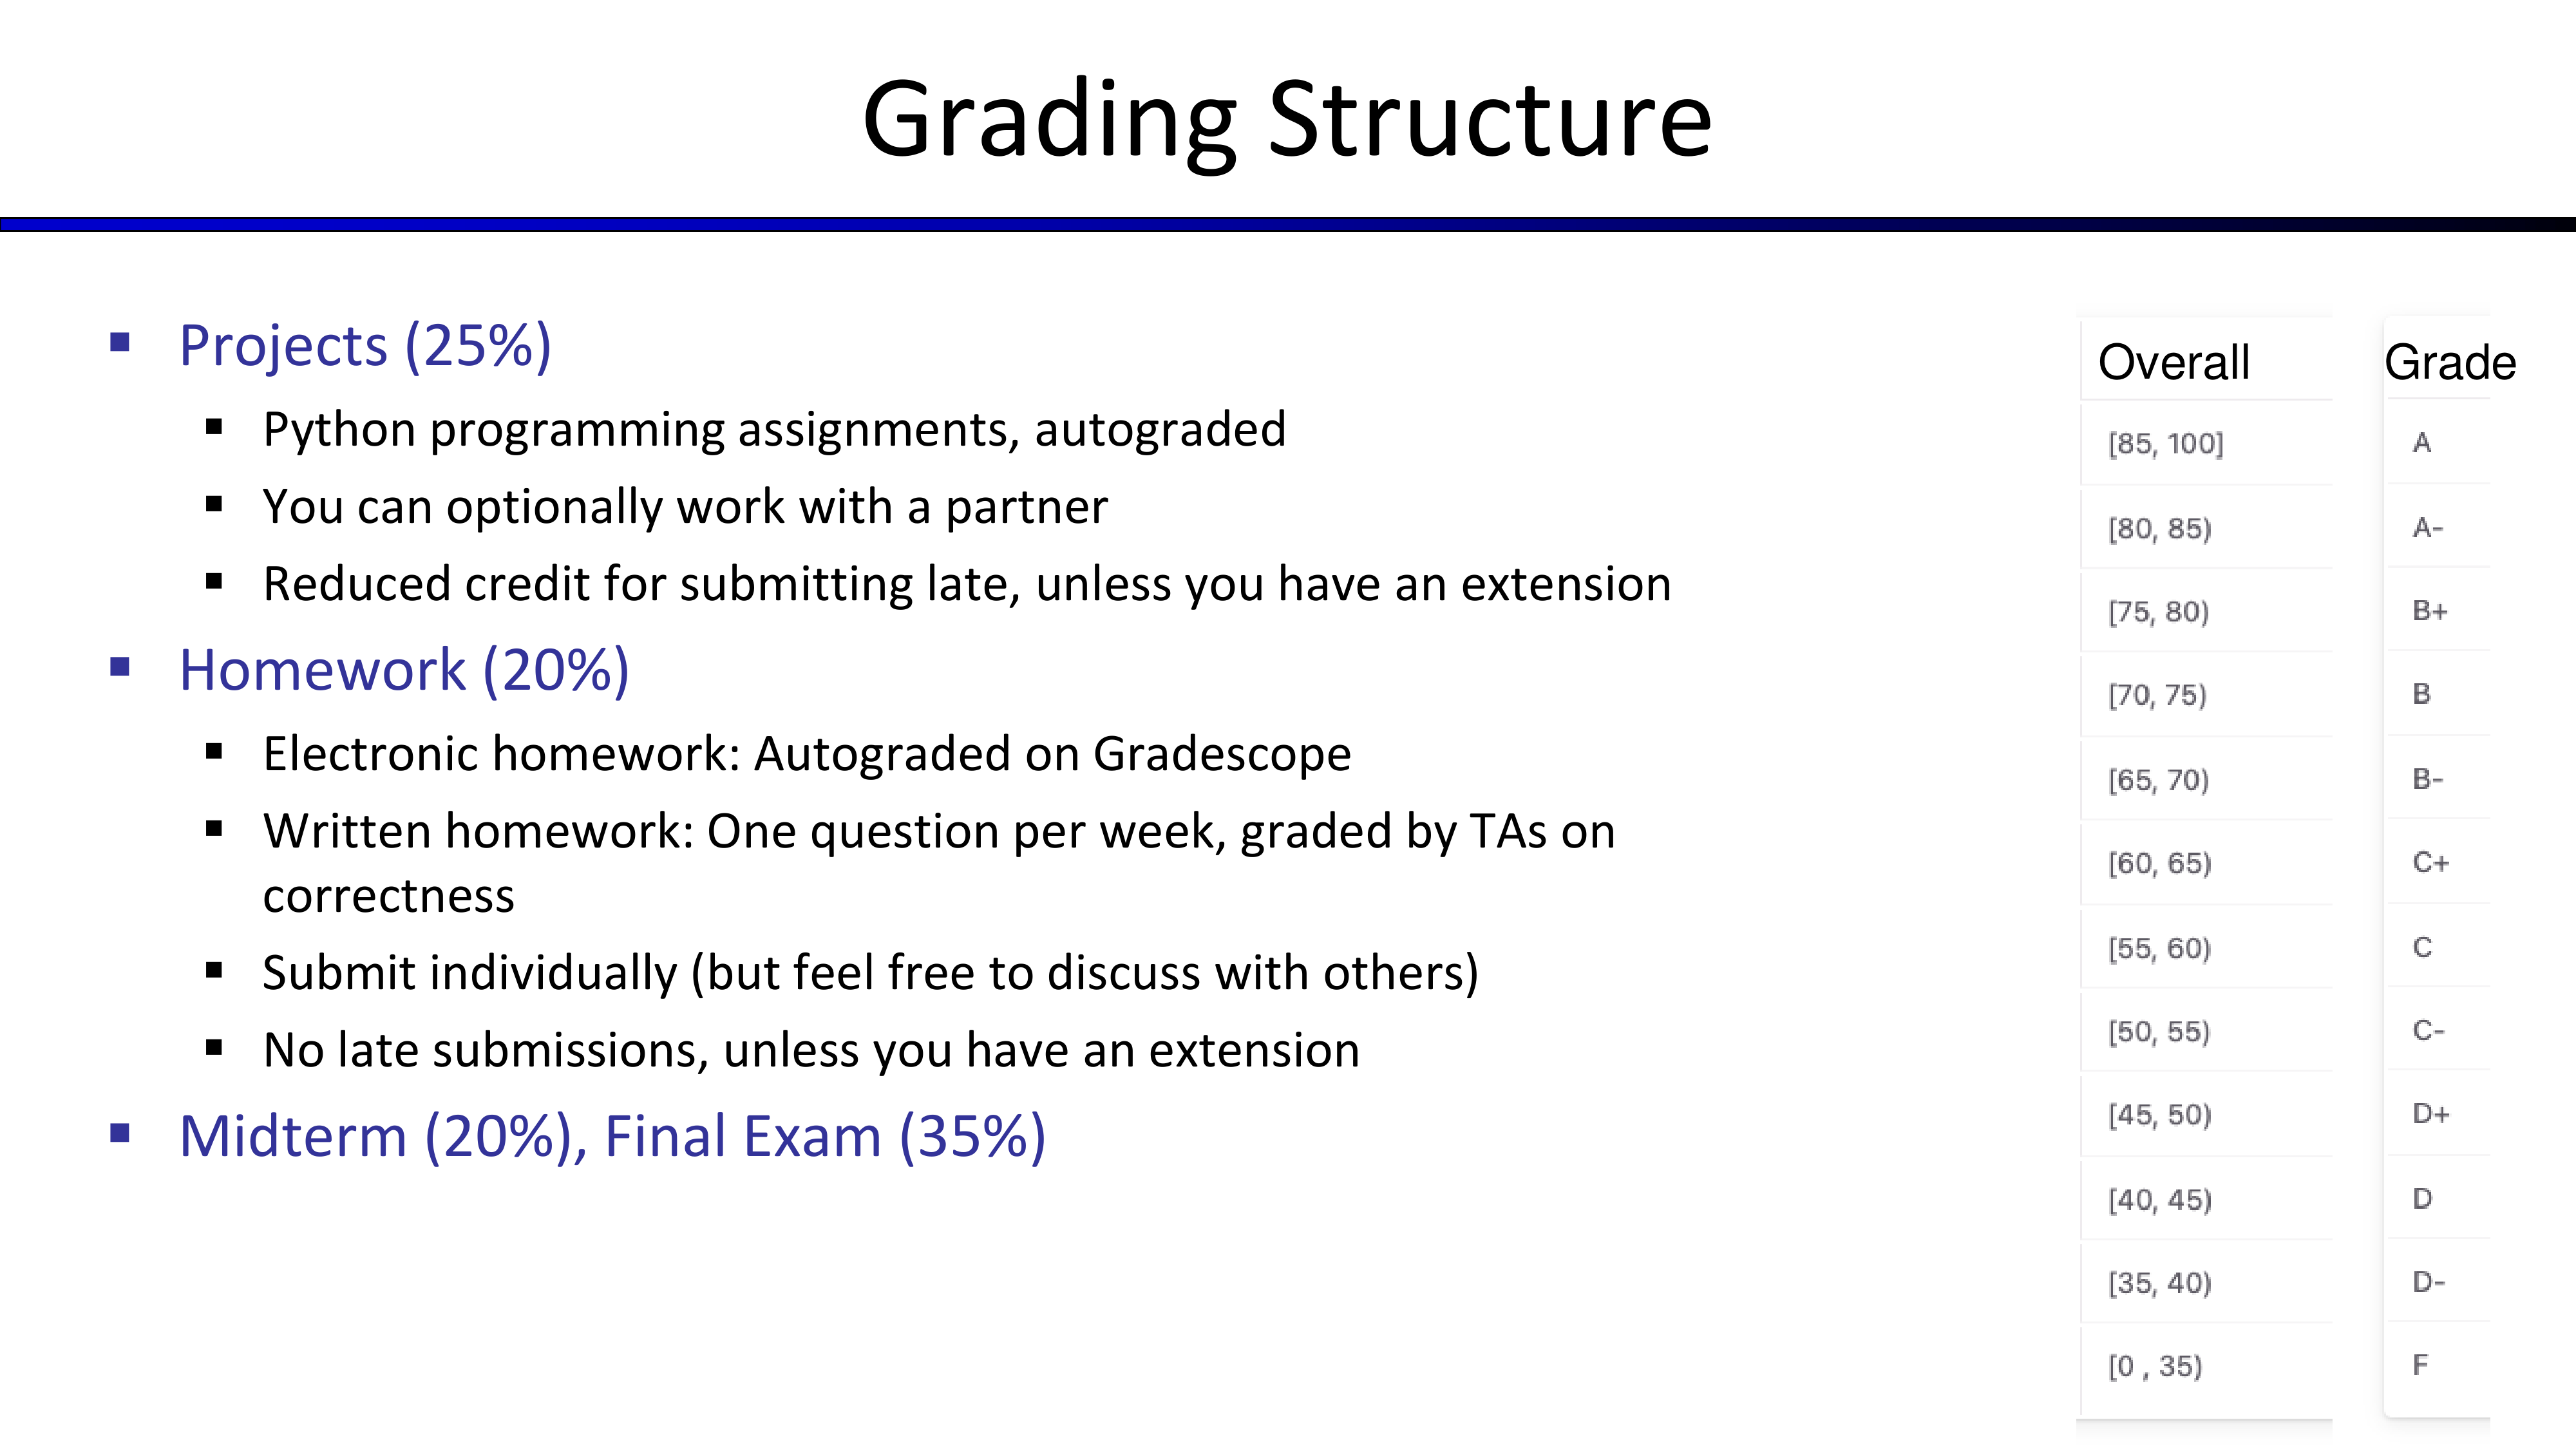 Grading Structure
Projects (25%)
Python programming assignments, autograded
You can optionally work with a partner
Reduced credit for submitting late, unless you have an extension
Homework (20%)
Electronic homework: Autograded on Gradescope
Written homework: One question per week, graded by TAs on
correctness
Submit individually (but feel free to discuss with others)
No late submissions, unless you have an extension
Midterm (20%), Final Exam (35%)
Overall Grade
[85, 100] A
[80, 85) A-
[75, 80) B+
[70, 75) B
[65, 70) B-
[60, 65) C+
[55, 60) C
[50, 55) C-
[45, 50) D+
[40, 45) D
[35, 40) D-
[0 , 35) F